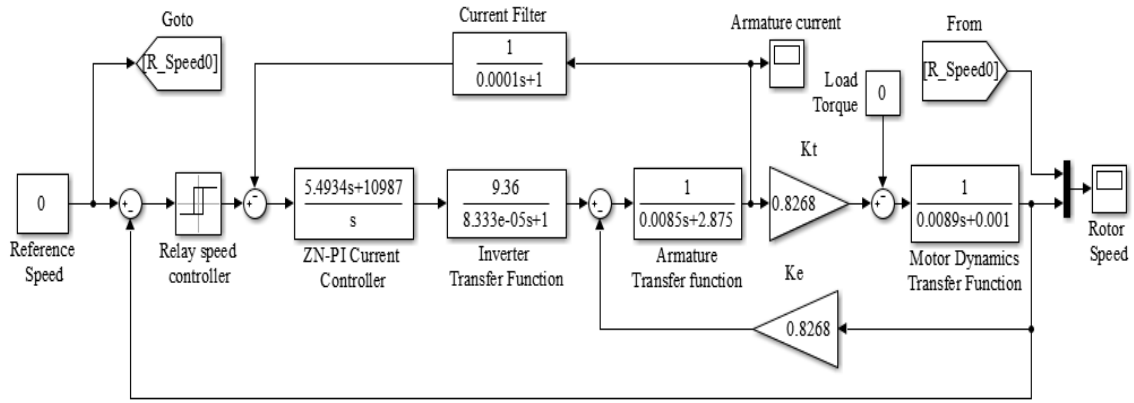 Goto
[R_Speed0]
Current Filter
1
0.0001s+1
Armature current
From
[R_Speed0]
Load
Torque
0
Kt
0.8268
0
Reference
Speed
Relay speed
controller
5.4934s+10987
s
ZN-PI Current
Controller
9.36
8.333e-05s+1
Inverter
Transfer Function
1
0.0085s+2.875
Armature
Transfer function
1
0.0089s+0.001
Motor Dynamics
Transfer Function
Rotor
Speed
Ke
0.8268